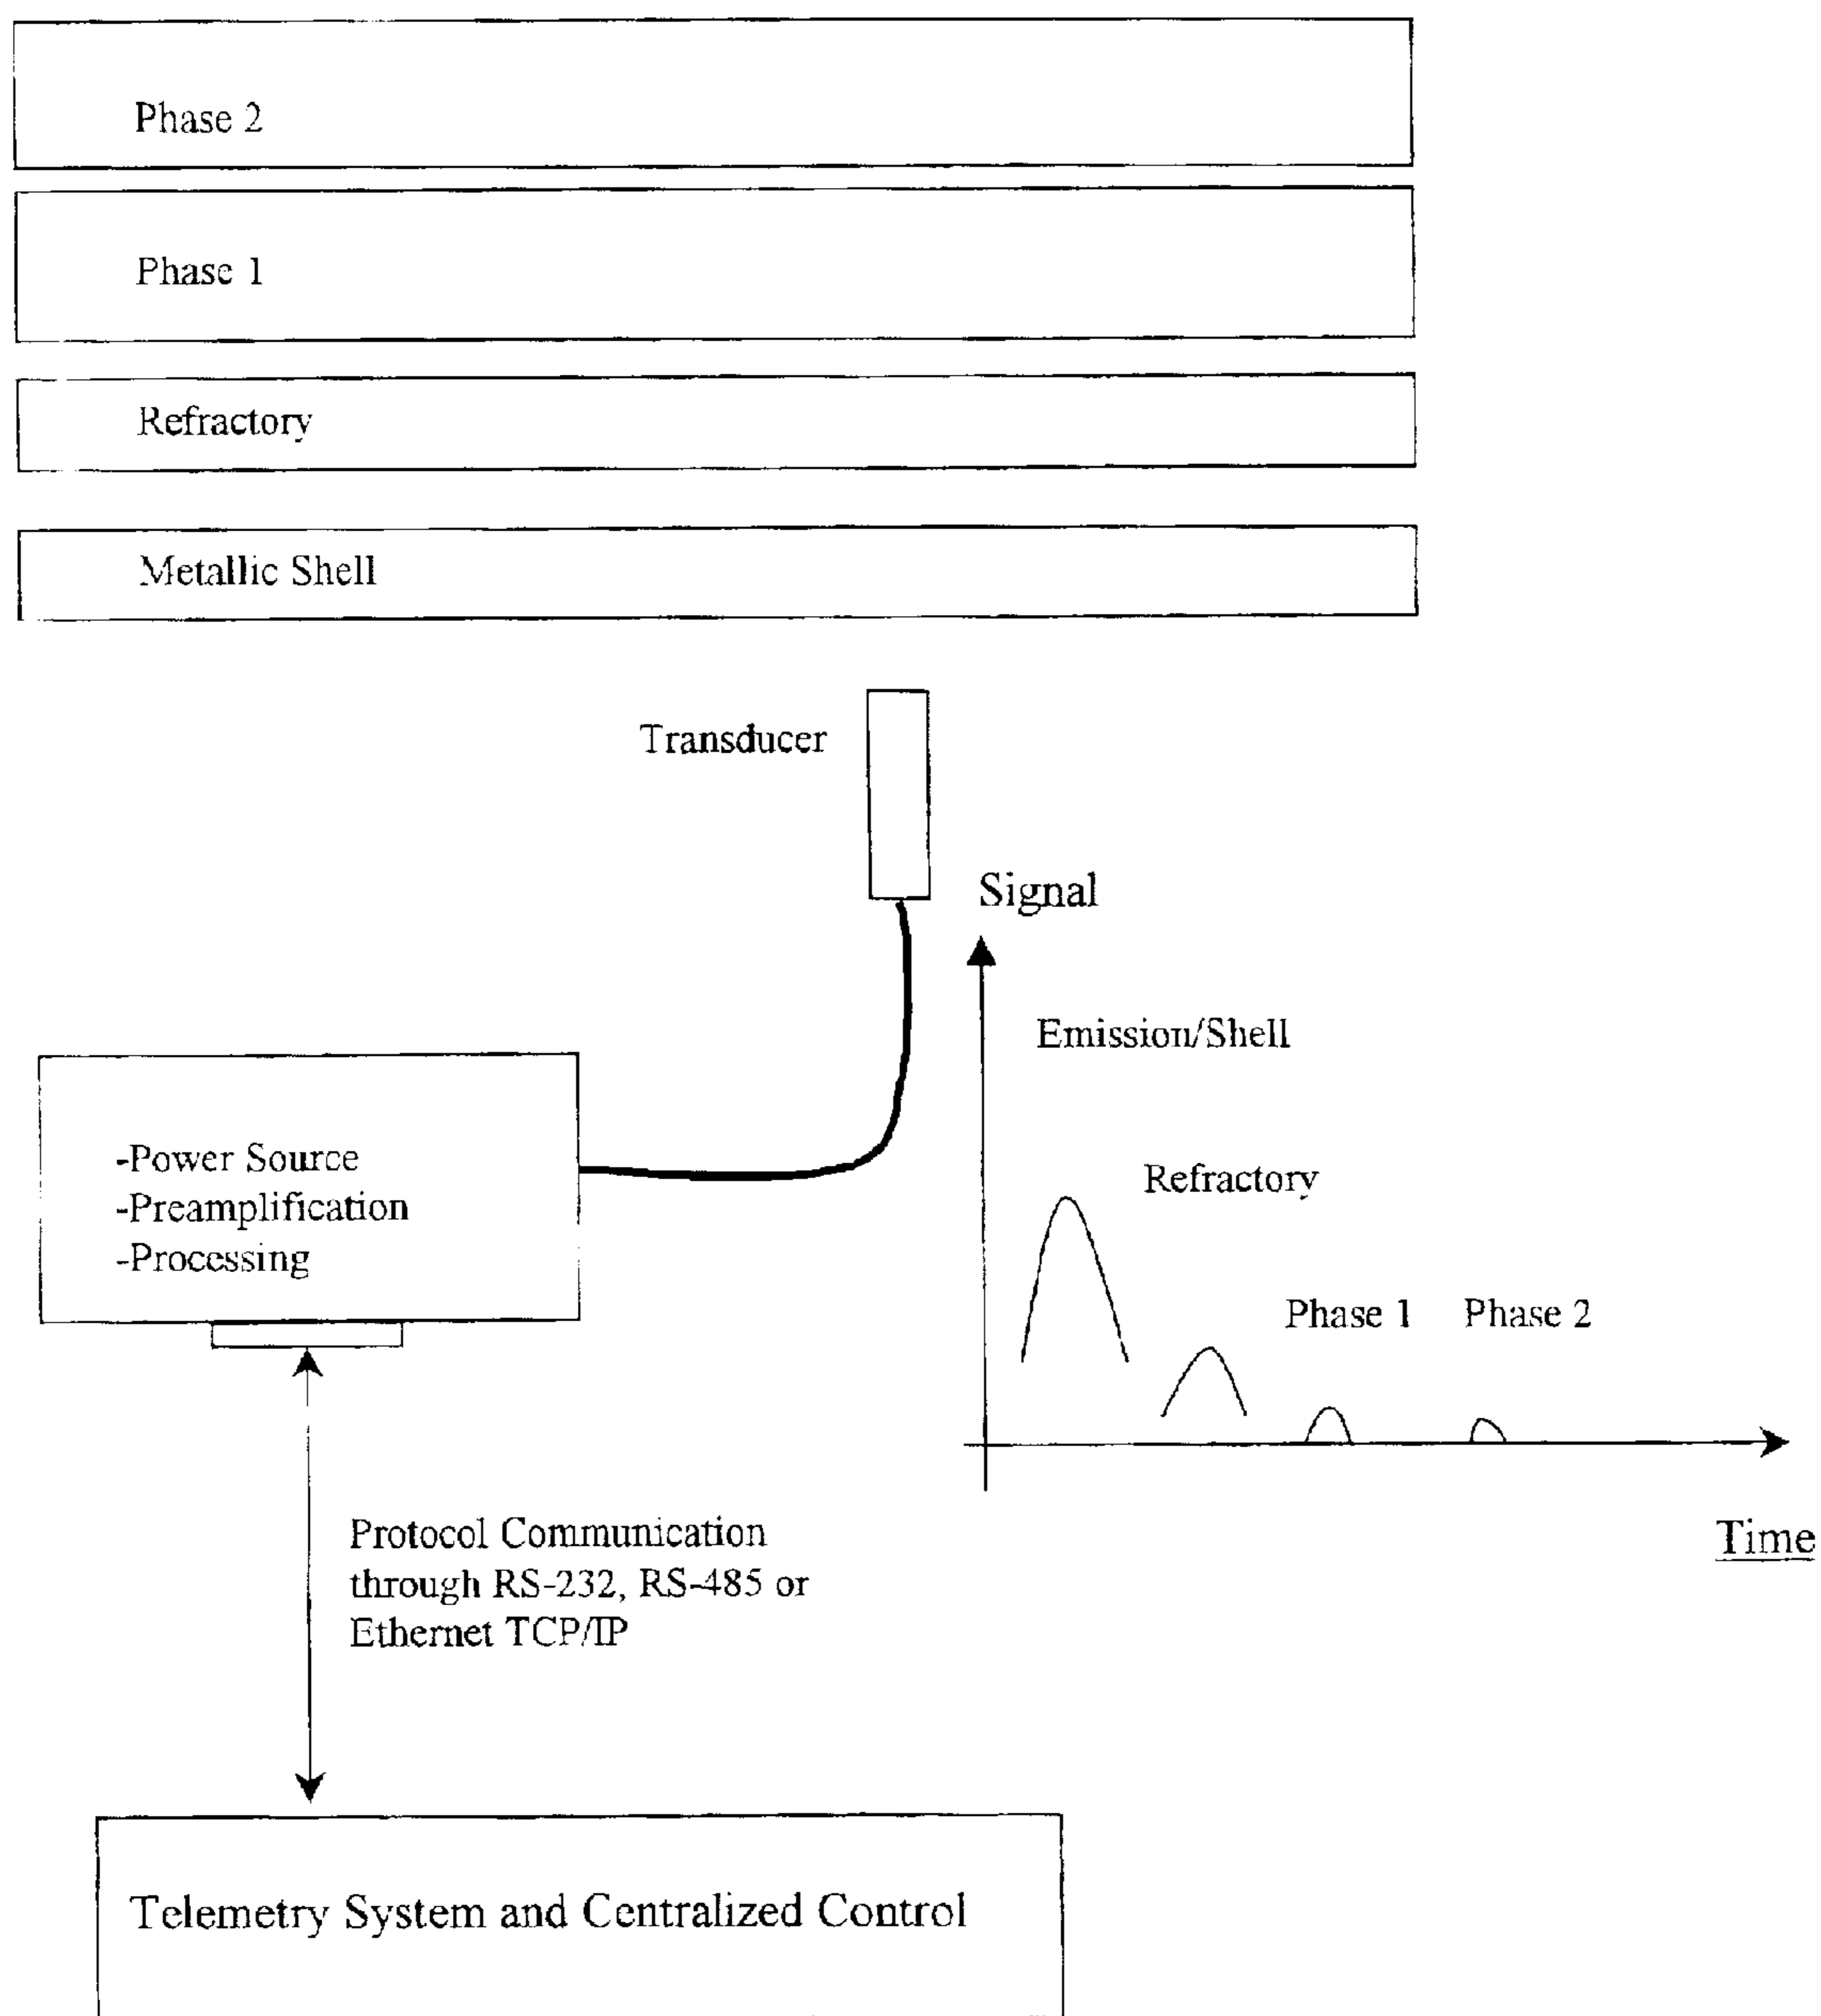 Phase 2
Phase 1
Refractory
Metallic Shell
Transducer
Signal
Emission/Shell
-Power Source
-Preamplification
-Processing
Refractory
Phase 1
Phase 2
Time
Protocol Communication
through RS-232, RS-485 or
Ethernet TCP/IP
Telemetry System and Centralized Control